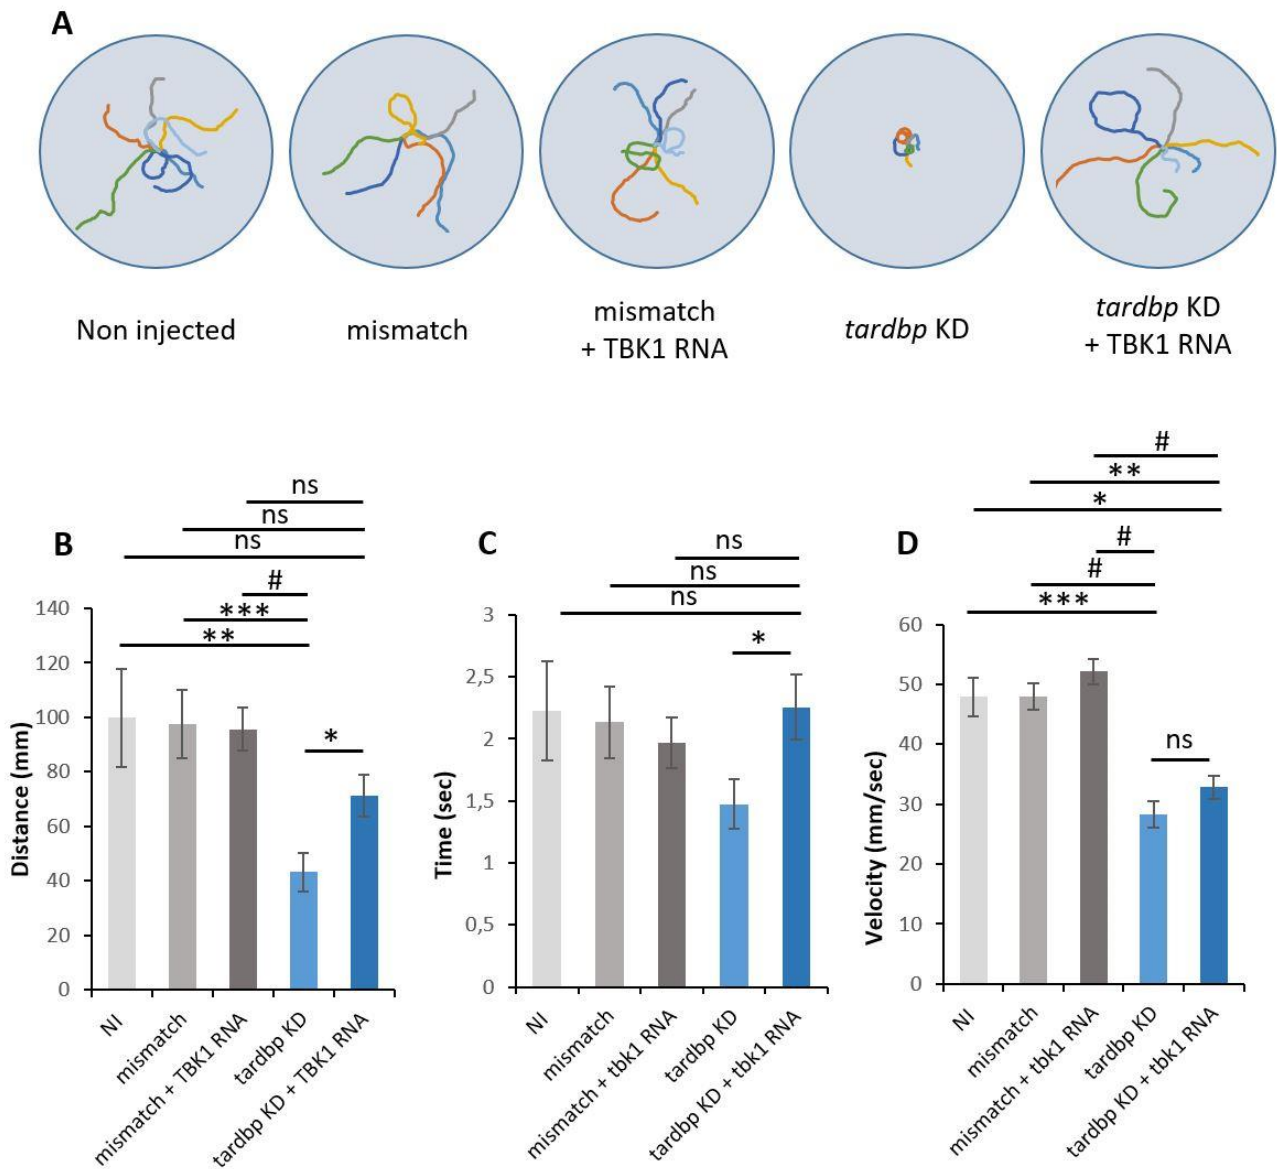 A
Non injected
mismatch
mismatch
+ TBK1 RNA
tardbp KD
tardbp KD
+ TBK1 RNA
B
ns
ns
ns
#
***
**
*
140
120
100
80
60
40
20
0
Distance (mm)
NI
mismatch
mismatch + TBK1 RNA
tardbp KD
tardbp KD + TBK1 RNA
C
ns
ns
ns
*
3
2,5
2
1,5
1
0,5
0
Time (sec)
NI
mismatch
mismatch + tbk1 RNA
tardbp KD
tardbp KD + tbk1 RNA
D
#
**
*
#
#
***
ns
60
50
40
30
20
10
0
Velocity (mm/sec)
NI
mismatch
mismatch + tbk1 RNA
tardbp KD
tardbp KD + tbk1 RNA